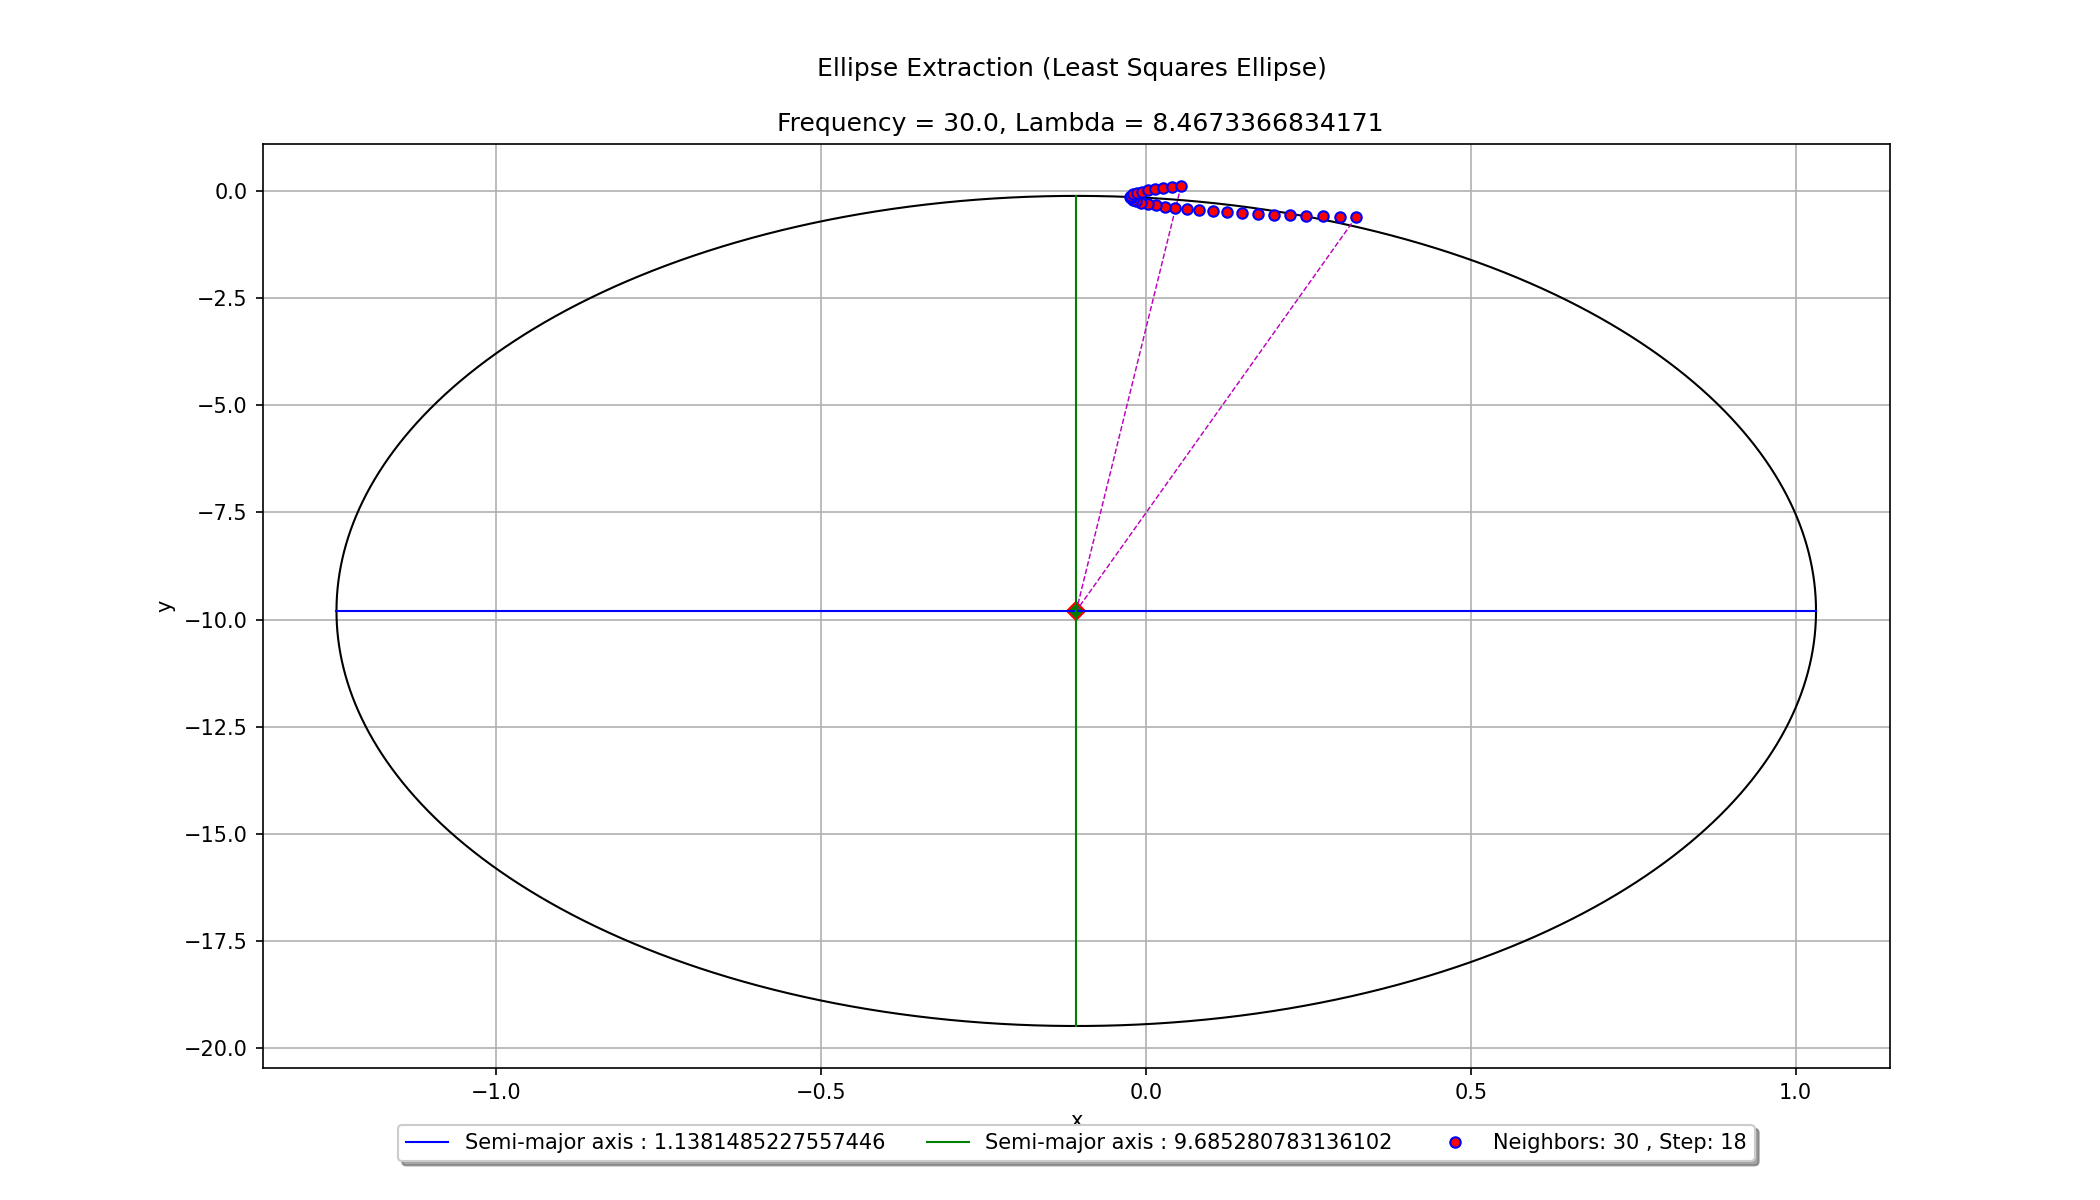 Ellipse Extraction (Least Squares Ellipse)
Frequency = 30.0, Lambda = 8.4673366834171
0.0
−2.5
−5.0
−7.5
−10.0
−12.5
−15.0
−17.5
−20.0
y
−1.0
−0.5
0.0
0.5
1.0
x
Semi-major axis : 1.1381485227557446
Semi-major axis : 9.685280783136102
Neighbors: 30 , Step: 18